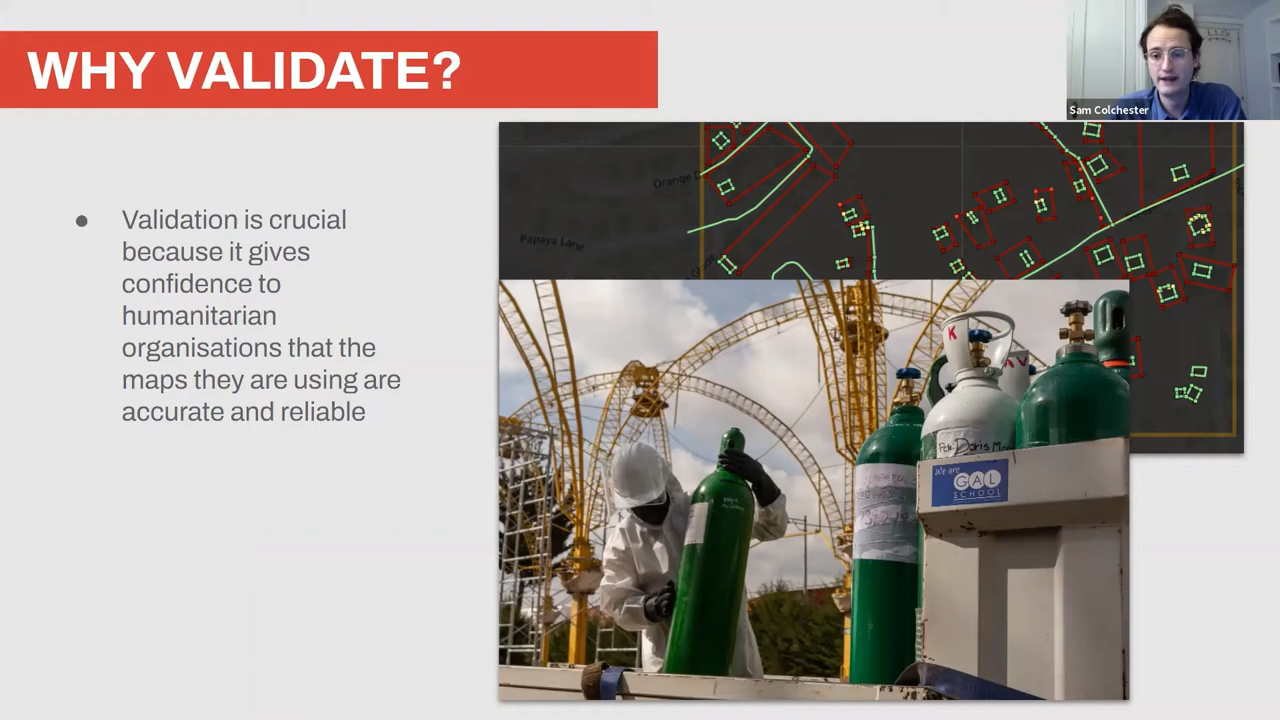 WHY VALIDATE?
Sam Colchester
Validation is crucial
because it gives
confidence to
humanitarian
organisations that the
maps they are using are
accurate and reliable
Papaya Lane
K
We are
GAL
SCHOOL